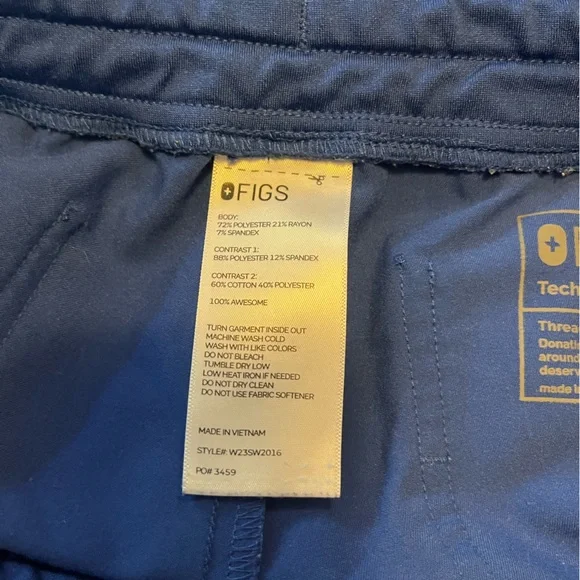 FIGS
BODY:
72% POLYESTER 21% RAYON
7% SPANDEX
CONTRAST 1:
88% POLYESTER 12% SPANDEX
CONTRAST 2:
60% COTTON 40% POLYESTER
100% AWESOME
TURN GARMENT INSIDE OUT
MACHINE WASH COLD
WASH WITH LIKE COLORS
DO NOT BLEACH
TUMBLE DRY LOW
LOW HEAT IRON IF NEEDED
DO NOT DRY CLEAN
DO NOT USE FABRIC SOFTENER
MADE IN VIETNAM
STYLE#: W23SW2016
PO# 3459
Tech
Threa
Donati
around
deserv
made i